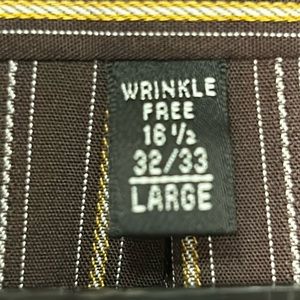 WRINKLE
FREE
16 ½
32/33
LARGE